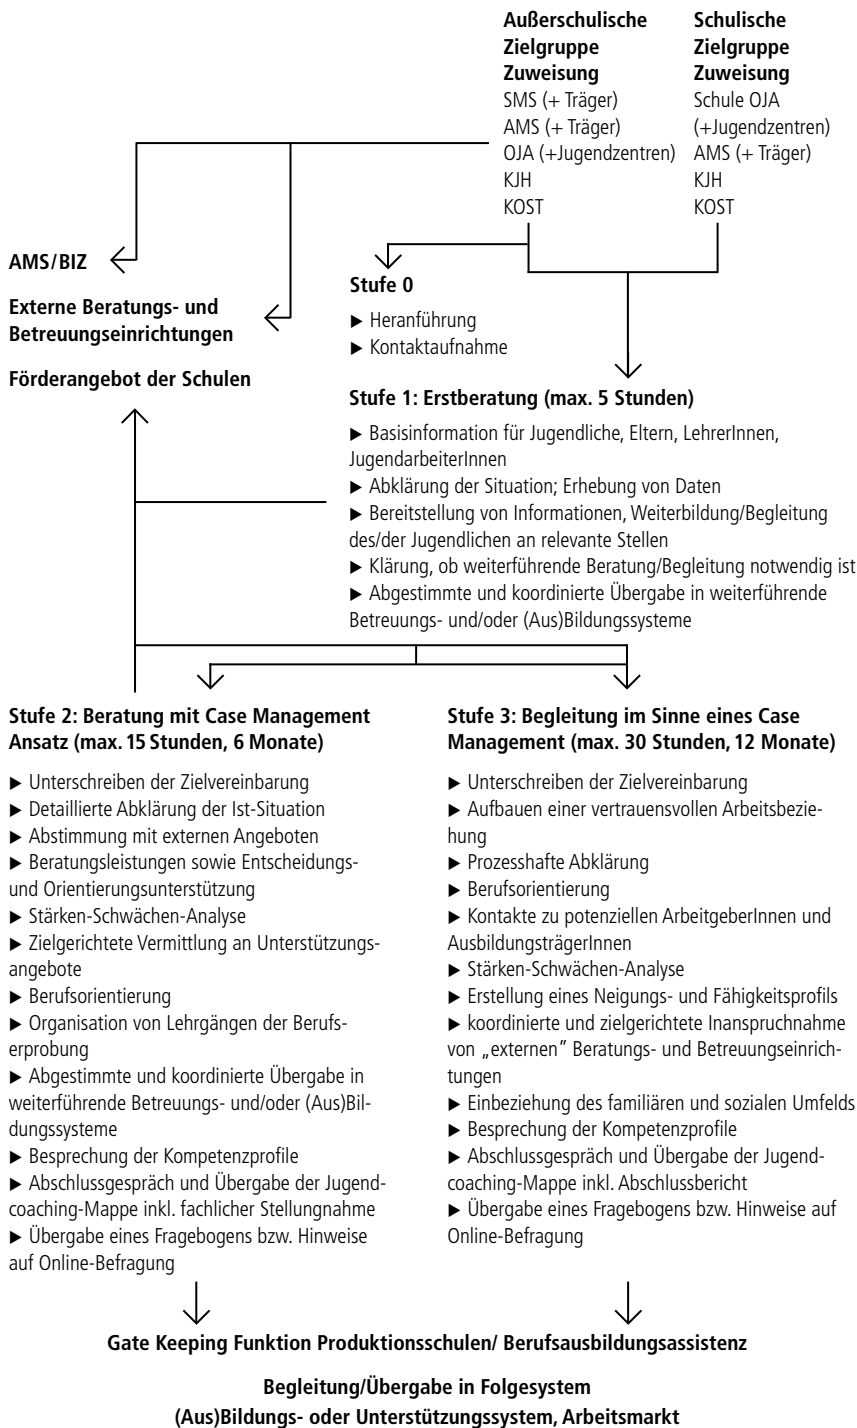 Außerschulische
Zielgruppe
Zuweisung
SMS (+ Träger)
AMS (+ Träger)
OJA (+Jugendzentren)
KJH
KOST
Schulische
Zielgruppe
Zuweisung
Schule OJA
(+Jugendzentren)
AMS (+ Träger)
KJH
KOST
AMS/BIZ
Externe Beratungs- und
Betreuungseinrichtungen
Förderangebot der Schulen
Stufe 0
▶ Heranführung
▶ Kontaktaufnahme
Stufe 1: Erstberatung (max. 5 Stunden)
▶ Basisinformation für Jugendliche, Eltern, LehrerInnen,
JugendarbeiterInnen
▶ Abklärung der Situation; Erhebung von Daten
▶ Bereitstellung von Informationen, Weiterbildung/Begleitung
des/der Jugendlichen an relevante Stellen
▶ Klärung, ob weiterführende Beratung/Begleitung notwendig ist
▶ Abgestimmte und koordinierte Übergabe in weiterführende
Betreuungs- und/oder (Aus)Bildungssysteme
Stufe 2: Beratung mit Case Management
Ansatz (max. 15 Stunden, 6 Monate)
▶ Unterschreiben der Zielvereinbarung
▶ Detaillierte Abklärung der Ist-Situation
▶ Abstimmung mit externen Angeboten
▶ Beratungsleistungen sowie Entscheidungs-
und Orientierungsunterstützung
▶ Stärken-Schwächen-Analyse
▶ Zielgerichtete Vermittlung an Unterstützungs-
angebote
▶ Berufsorientierung
▶ Organisation von Lehrgängen der Berufs-
erprobung
▶ Abgestimmte und koordinierte Übergabe in
weiterführende Betreuungs- und/oder (Aus)Bil-
dungssysteme
▶ Besprechung der Kompetenzprofile
▶ Abschlussgespräch und Übergabe der Jugend-
coaching-Mappe inkl. fachlicher Stellungnahme
▶ Übergabe eines Fragebogens bzw. Hinweise
auf Online-Befragung
Stufe 3: Begleitung im Sinne eines Case
Management (max. 30 Stunden, 12 Monate)
▶ Unterschreiben der Zielvereinbarung
▶ Aufbauen einer vertrauensvollen Arbeitsbezie-
hung
▶ Prozesshafte Abklärung
▶ Berufsorientierung
▶ Kontakte zu potenziellen ArbeitgeberInnen und
AusbildungsträgerInnen
▶ Stärken-Schwächen-Analyse
▶ Erstellung eines Neigungs- und Fähigkeitsprofils
▶ koordinierte und zielgerichtete Inanspruchnahme
von „externen" Beratungs- und Betreuungseinrich-
tungen
▶ Einbeziehung des familiären und sozialen Umfelds
▶ Besprechung der Kompetenzprofile
▶ Abschlussgespräch und Übergabe der Jugend-
coaching-Mappe inkl. Abschlussbericht
▶ Übergabe eines Fragebogens bzw. Hinweise auf
Online-Befragung
Gate Keeping Funktion Produktionsschulen/ Berufsausbildungsassistenz
Begleitung/Übergabe in Folgesystem
(Aus)Bildungs- oder Unterstützungssystem, Arbeitsmarkt